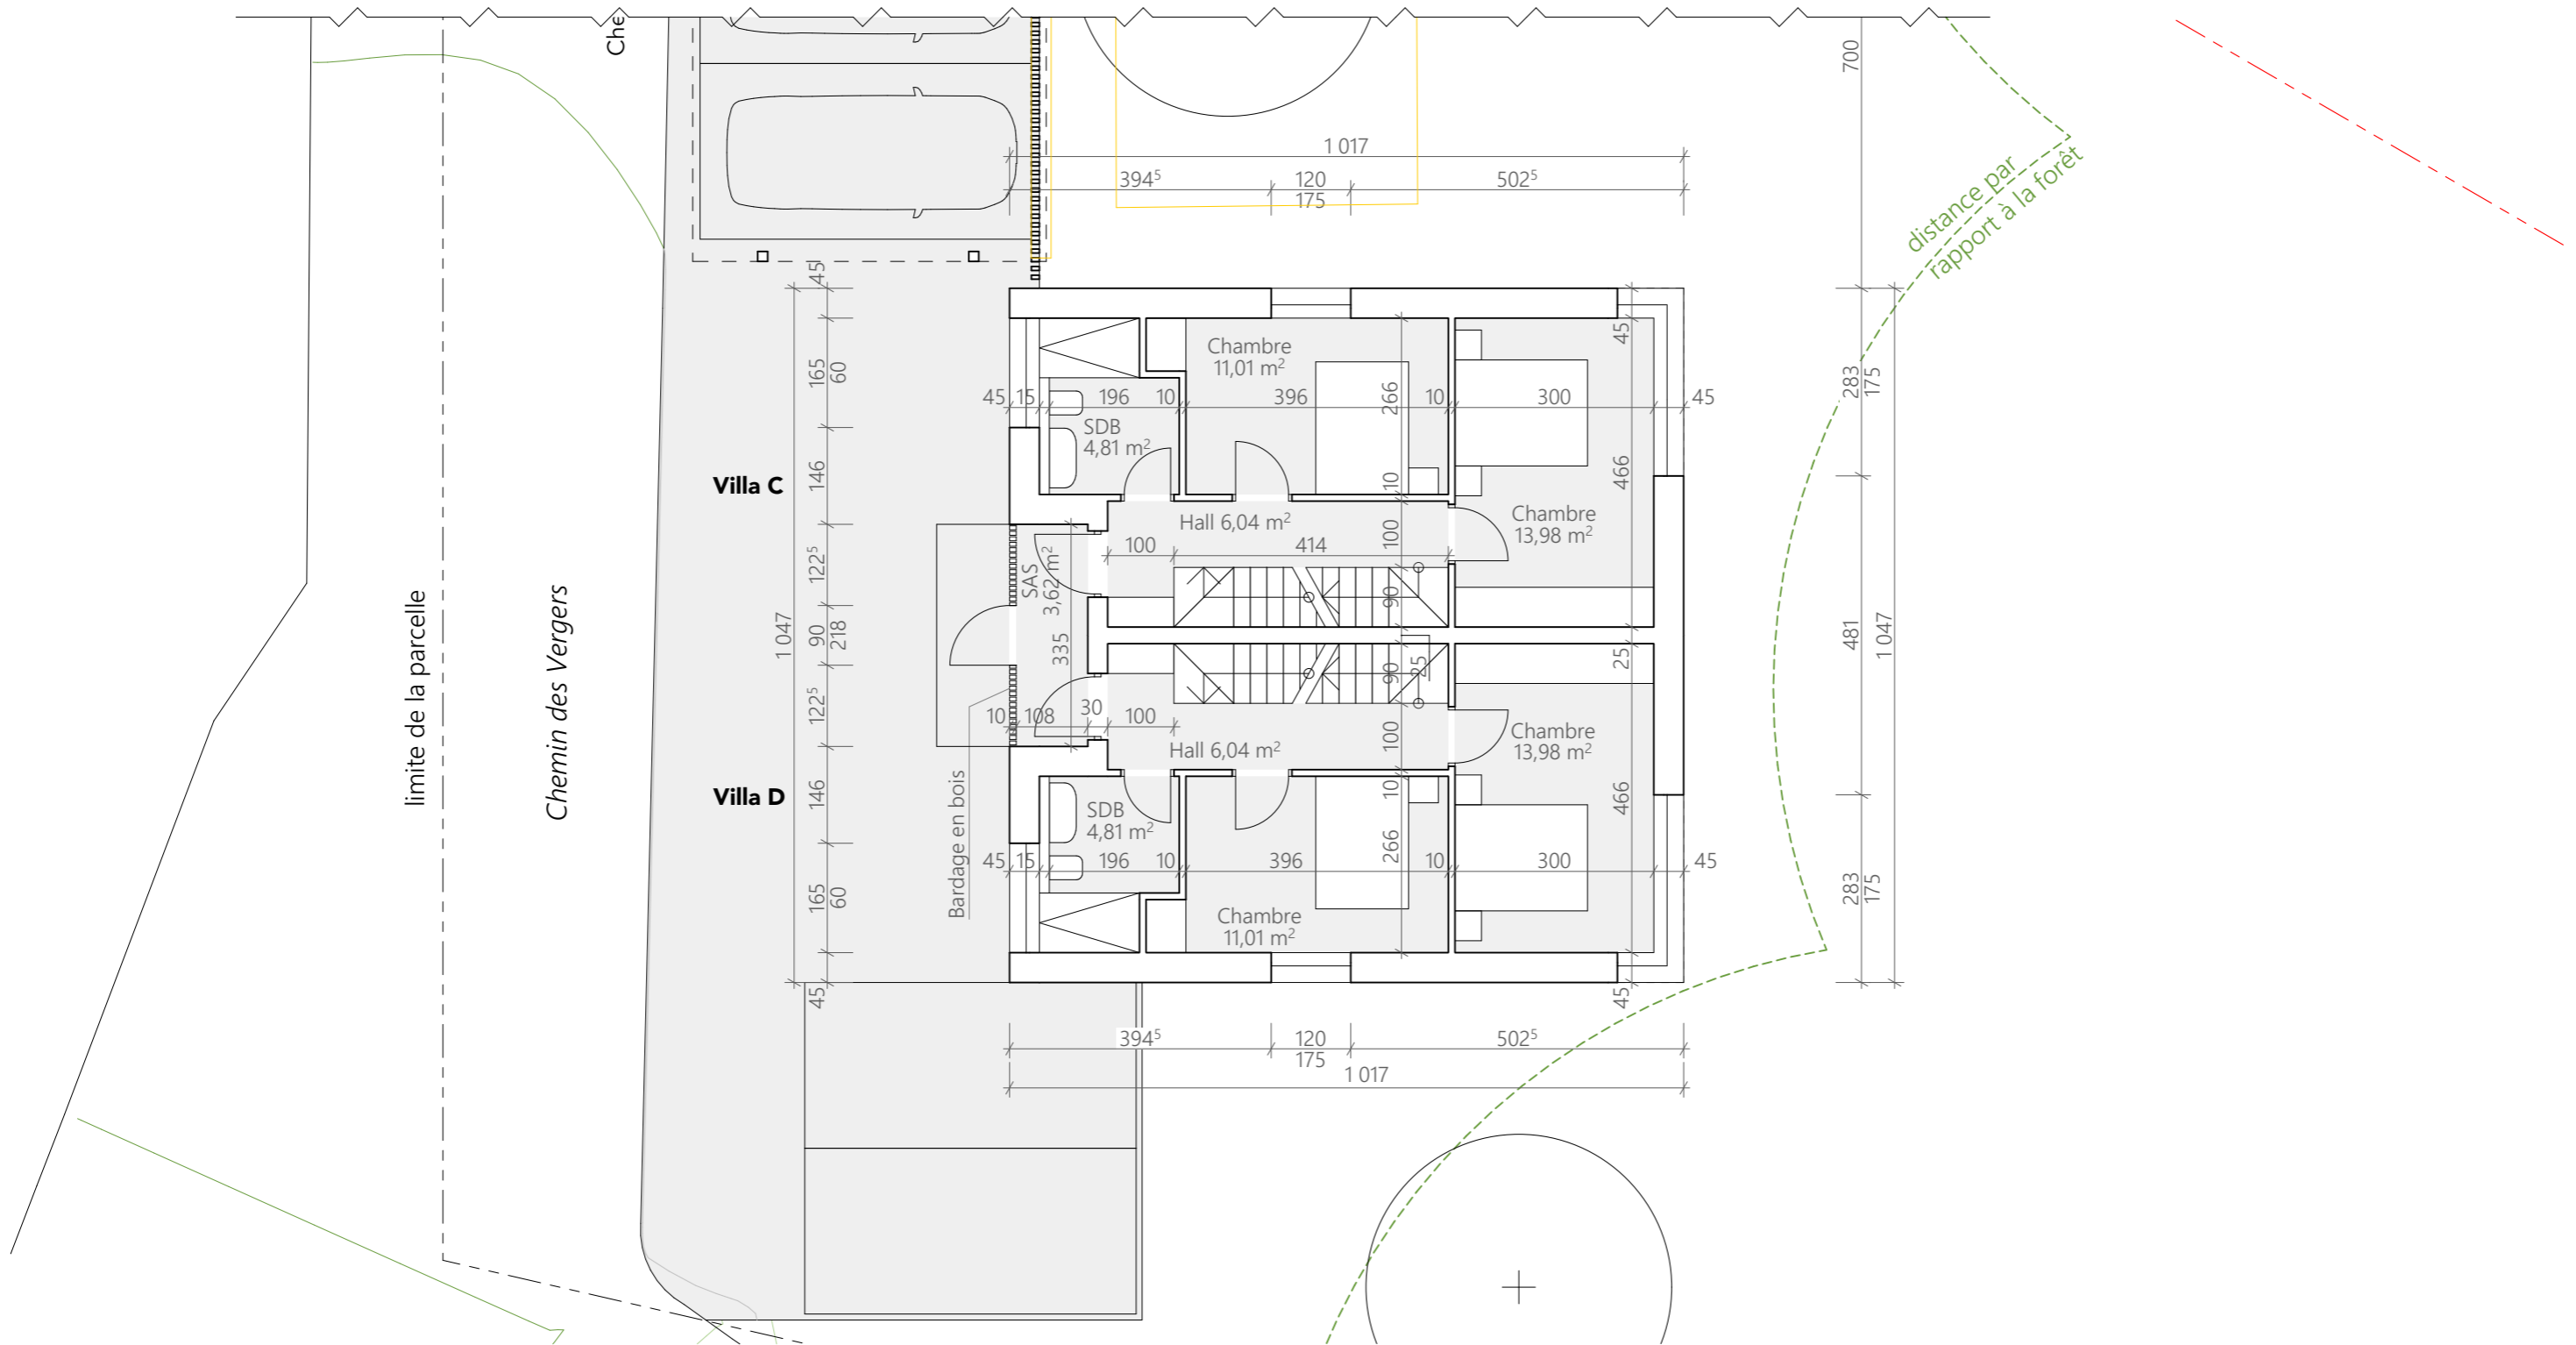 Che
700
1 017
394⁵ 120 502⁵
175
distance par
rapport à la forêt
45
45
Chambre
11,01 m²
165
60
283
175
45 15 196 10 396 266 10 300 45
SDB
4,81 m²
Villa C
146
10
466
Hall 6,04 m²
Chambre
13,98 m²
100 414
100
122⁵
SAS
3,62 m²
90
limite de la parcelle
Chemin des Vergers
1 047
90
218
335
25
90
25
481
1 047
122⁵
10 108 30 100
100
Hall 6,04 m²
Chambre
13,98 m²
Villa D
146
Bardage en bois
10
466
SDB
4,81 m²
45 15 196 10 396 266 10 300 45
165
60
283
175
Chambre
11,01 m²
45
45
394⁵ 120 502⁵
175
1 017